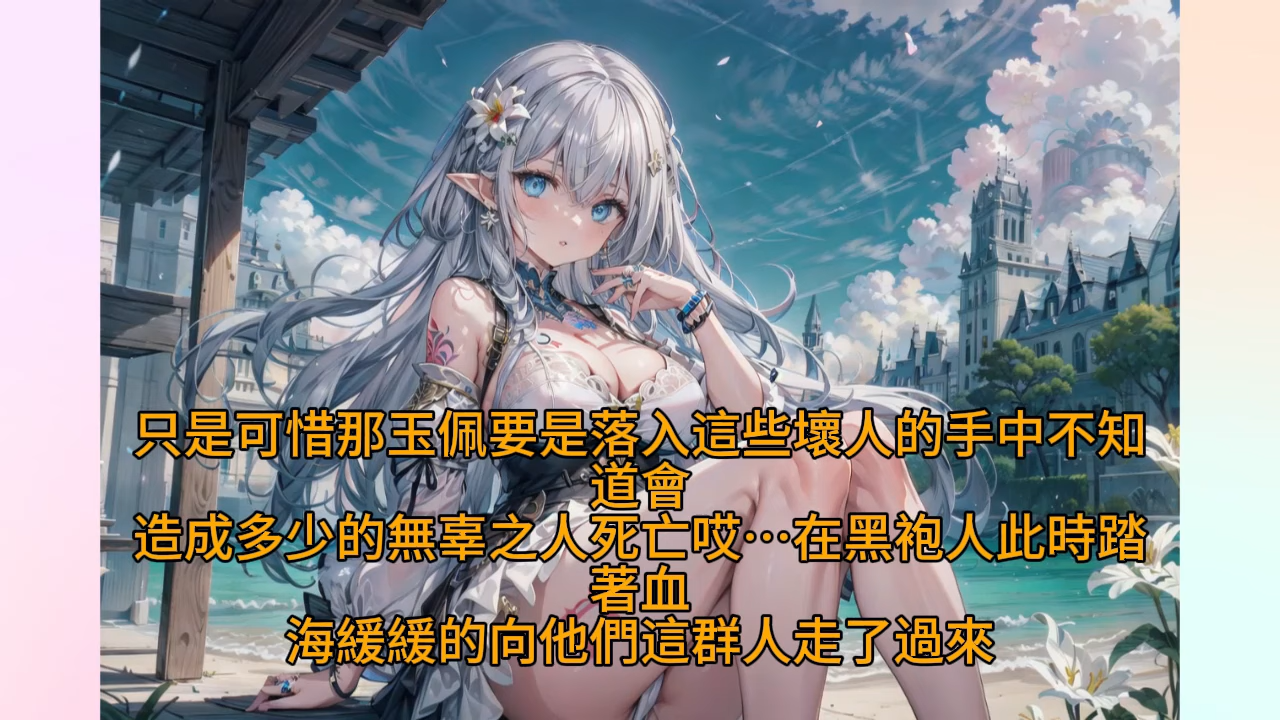 只是可惜那玉佩要是落入這些壞人的手中不知
道會
造成多少的無辜之人死亡哎…在黑袍人此時踏
著血
海緩緩的向他們這群人走了過來